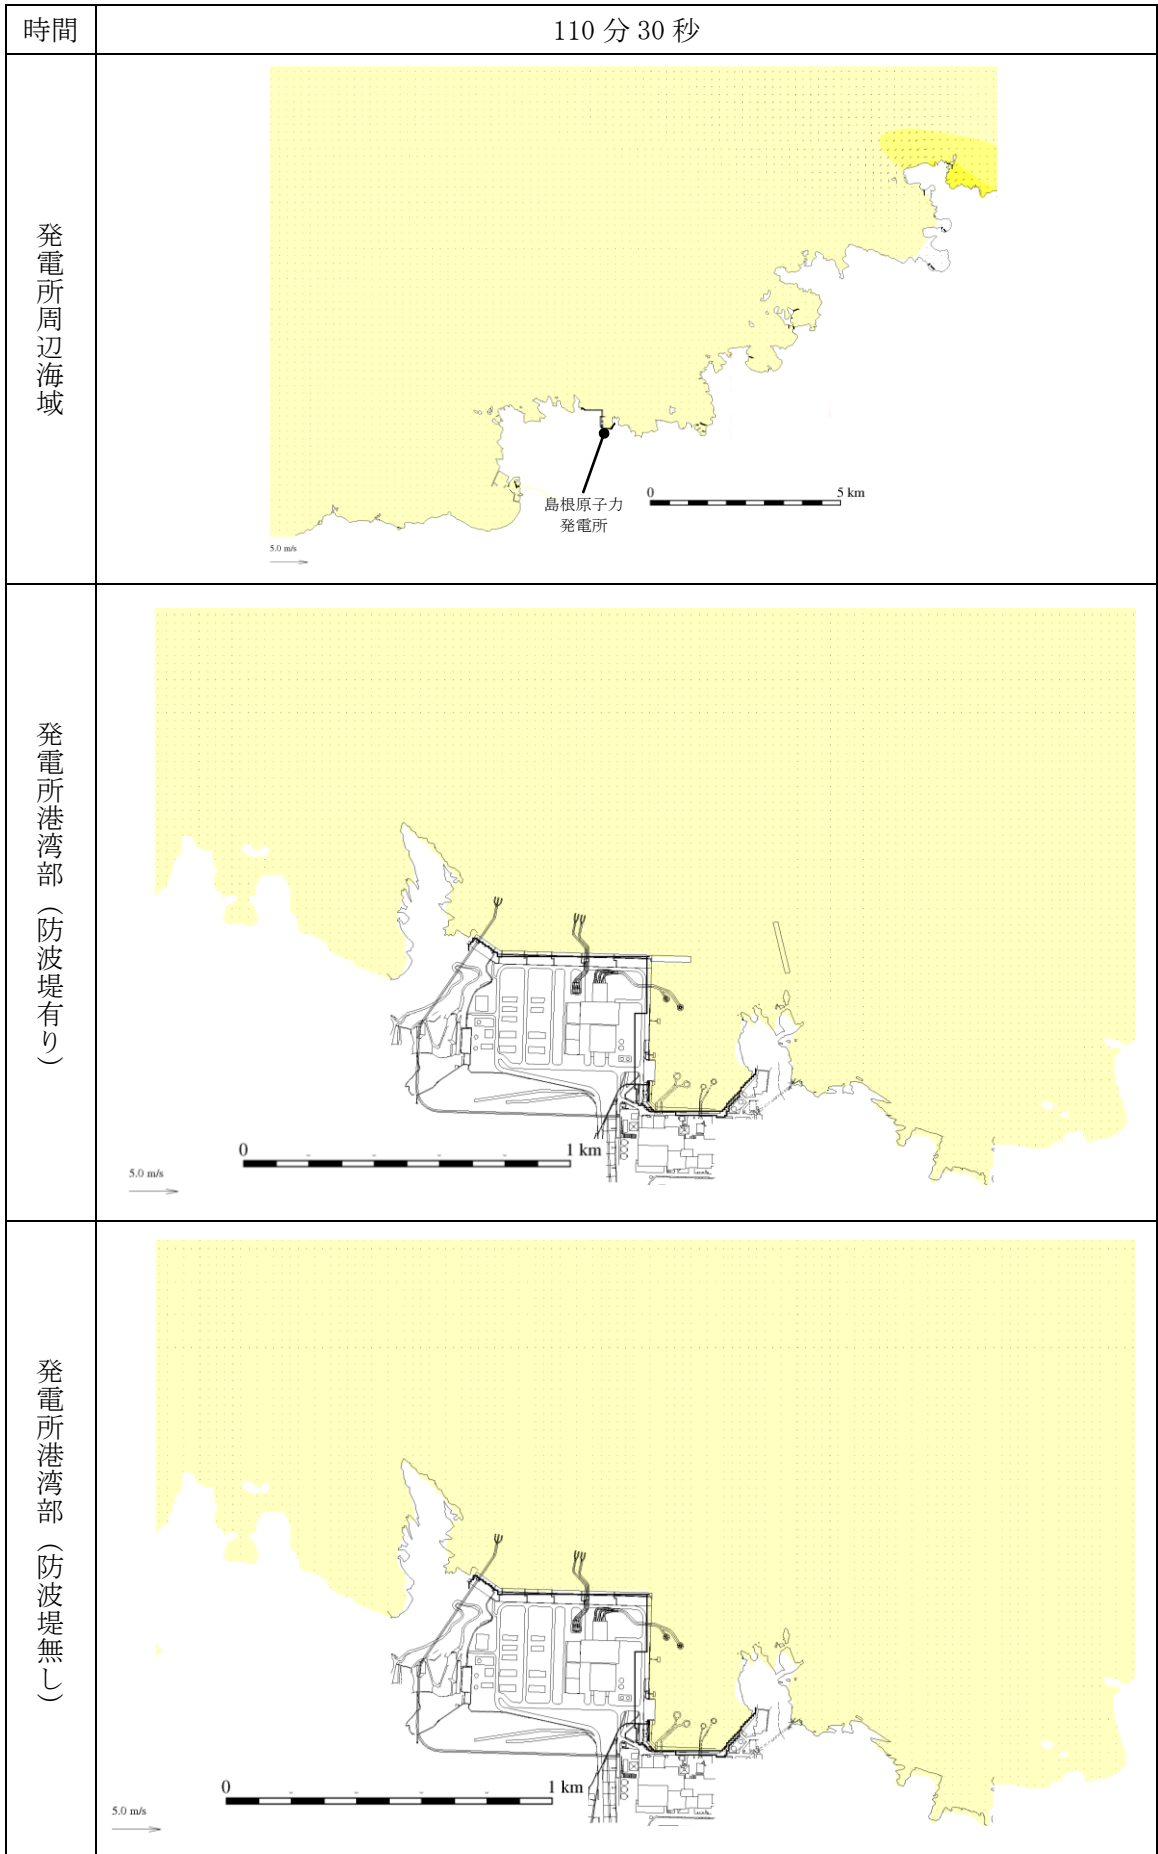 時間
110 分 30 秒
発電所周辺海域
島根原子力
発電所
0
5 km
5.0 m/s
発電所港湾部（防波堤有り）
0
1 km
5.0 m/s
発電所港湾部（防波堤無し）
0
1 km
5.0 m/s